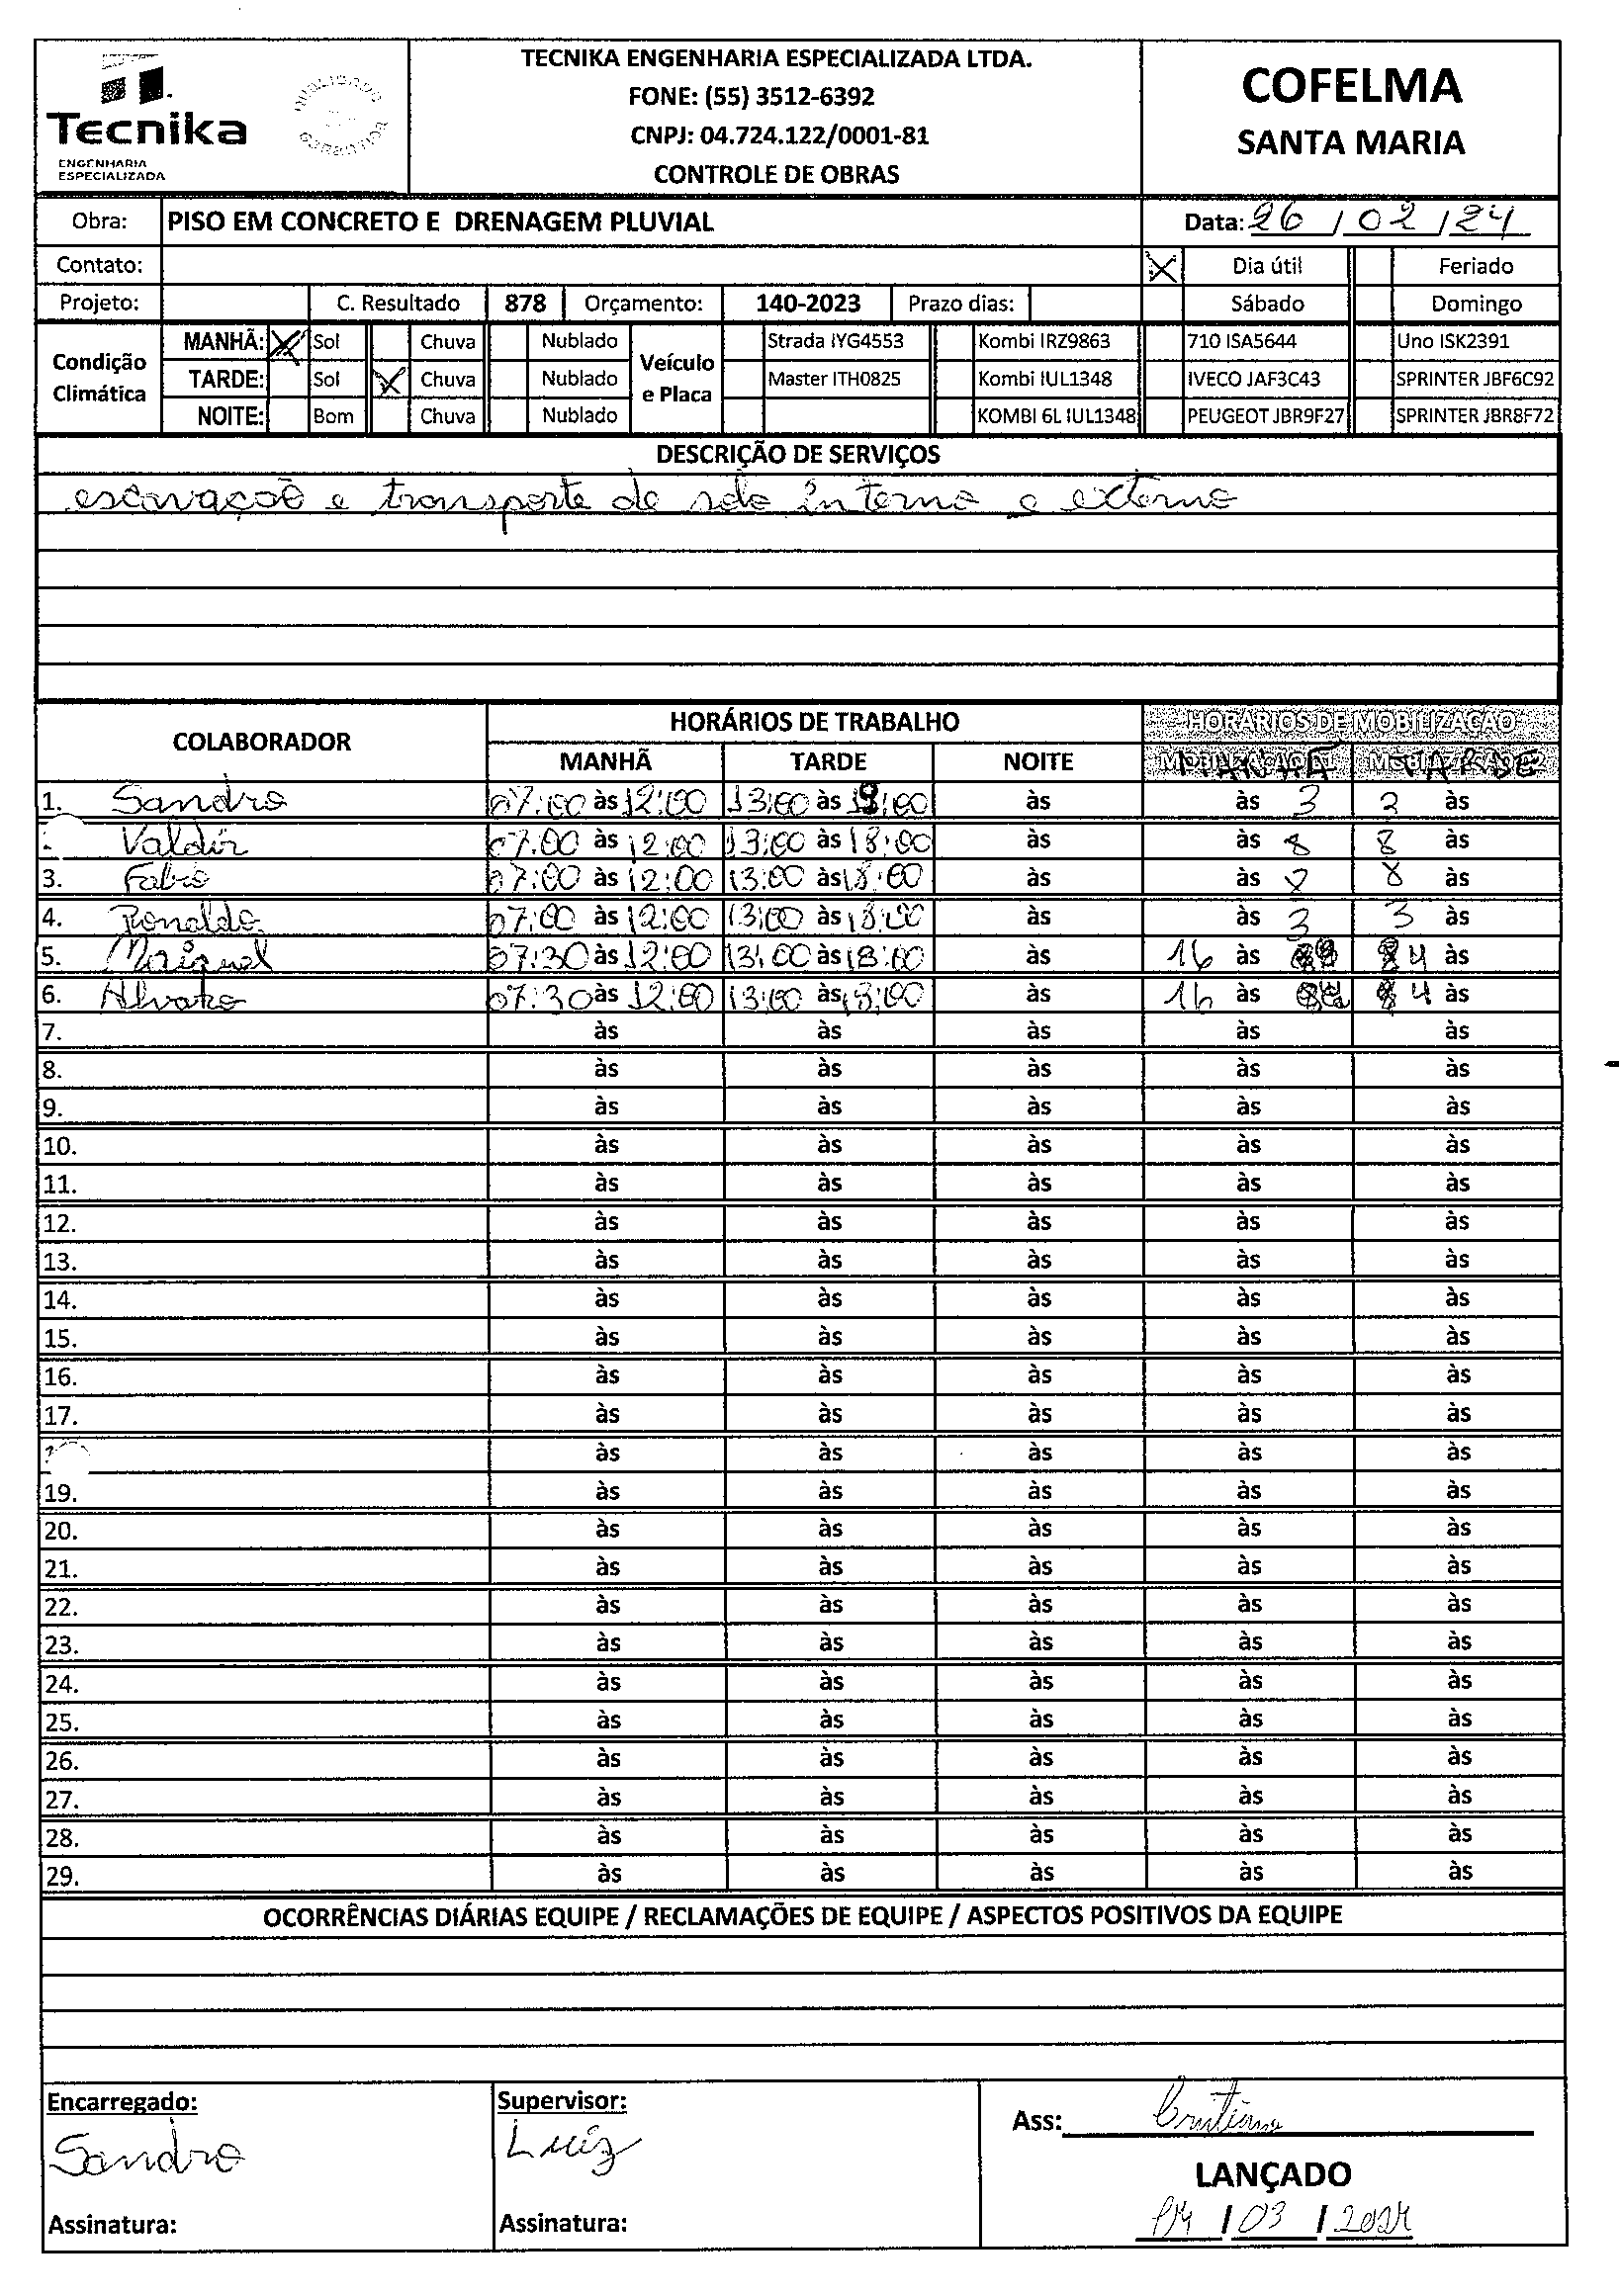 Tecnika
ENGENHARIA
ESPECIALIZADA
TECNIKA ENGENHARIA ESPECIALIZADA LTDA.
FONE: (55) 3512-6392
CNPJ: 04.724.122/0001-81
CONTROLE DE OBRAS
COFELMA
SANTA MARIA
Obra: PISO EM CONCRETO E DRENAGEM PLUVIAL Data: 26/02/24
Contato: X Dia útil Feriado
Projeto: C. Resultado 878 Orçamento: 140-2023 Prazo dias: Sábado Domingo
Condição Climática
MANHÃ: X Sol Chuva Nublado
TARDE: Sol X Chuva Nublado
NOITE: Bom Chuva Nublado
Veículo e Placa
Strada IYG4553 Kombi IRZ9863 710 ISA5644 Uno ISK2391
Master ITH0825 Kombi IUL1348 IVECO JAF3C43 SPRINTER JBF6C92
KOMBI 6L IUL1348 PEUGEOT JBR9F27 SPRINTER JBR8F72
DESCRIÇÃO DE SERVIÇOS
escavação e transporte de solo interno e externo
COLABORADOR HORÁRIOS DE TRABALHO HORÁRIOS DE MOBILIZAÇÃO
MANHÃ TARDE NOITE MANHÃ TARDE
1. Sandro 07:00 às 12:00 13:00 às 18:00 às às 3 3 às
Valdir 07:00 às 12:00 13:00 às 18:00 às às 8 8 às
3. Fabio 07:00 às 12:00 13:00 às 18:00 às às 8 8 às
4. Ronaldo 07:00 às 12:00 13:00 às 18:00 às às 3 3 às
5. 07:30 às 12:00 13:00 às 18:00 às 16 às 4 às
6. Alvaro 07:30 às 12:00 13:00 às 18:00 às 16 às 4 às
7. às às às às às
8. às às às às às
9. às às às às às
10. às às às às às
11. às às às às às
12. às às às às às
13. às às às às às
14. às às às às às
15. às às às às às
16. às às às às às
17. às às às às às
às às às às às
19. às às às às às
20. às às às às às
21. às às às às às
22. às às às às às
23. às às às às às
24. às às às às às
25. às às às às às
26. às às às às às
27. às às às às às
28. às às às às às
29. às às às às às
OCORRÊNCIAS DIÁRIAS EQUIPE / RECLAMAÇÕES DE EQUIPE / ASPECTOS POSITIVOS DA EQUIPE
Encarregado: Supervisor:
Sandro Luiz
Ass:
LANÇADO
Assinatura: Assinatura: /03/2024